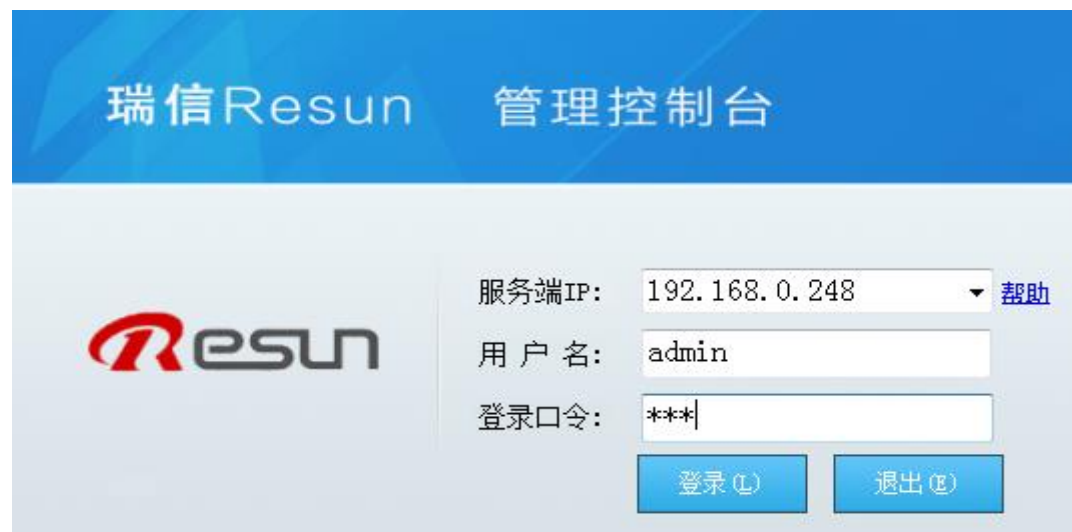 瑞信Resun 管理控制台
服务端IP: 192.168.0.248 帮助
Resun
用户名: admin
登录口令: ***
登录(L) 退出(E)